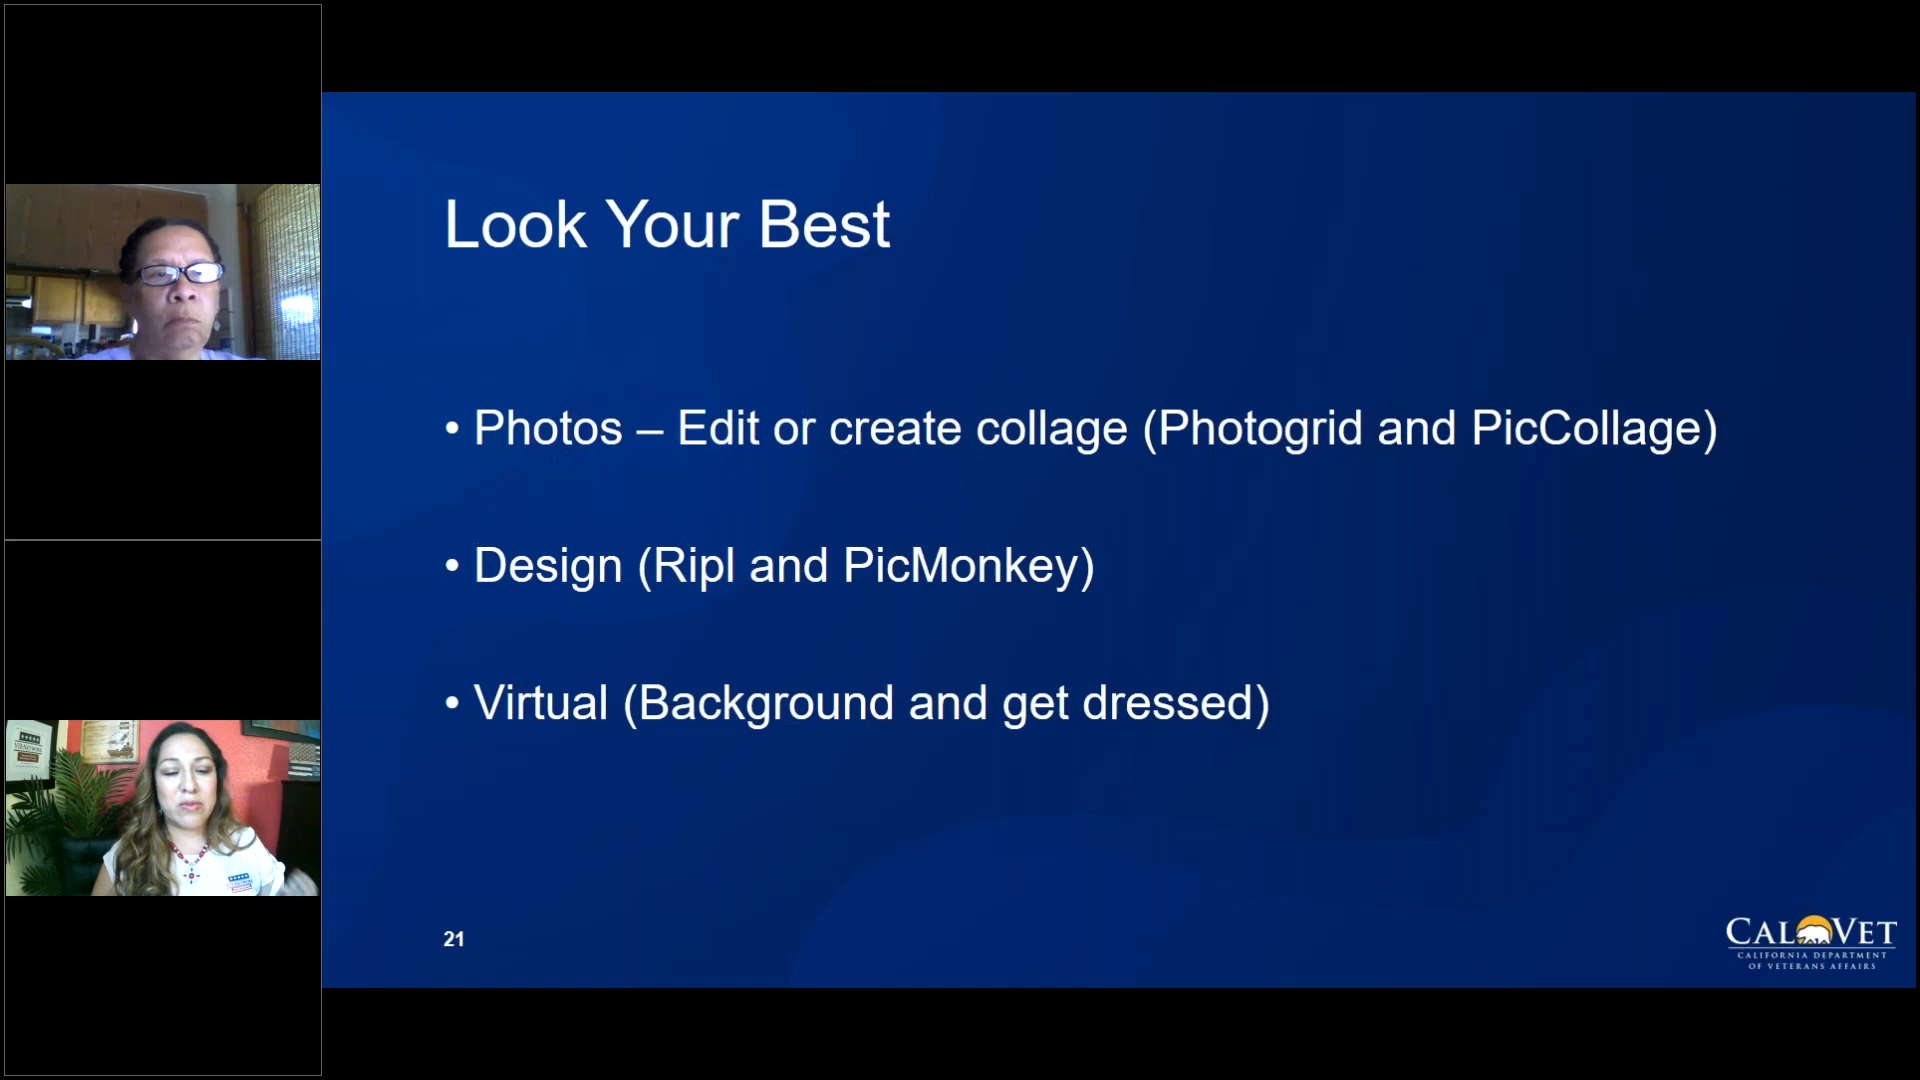 Look Your Best
• Photos – Edit or create collage (Photogrid and PicCollage)
• Design (Ripl and PicMonkey)
• Virtual (Background and get dressed)
21
CALVET
CALIFORNIA DEPARTMENT
OF VETERANS AFFAIRS